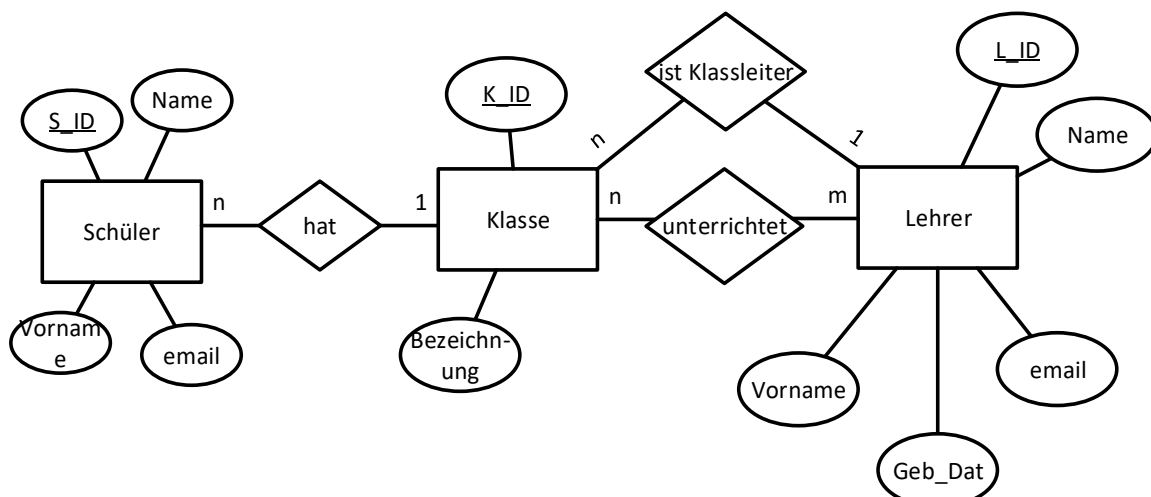 ist Klassleiter
L_ID
K_ID
Name
S_ID
Name
n
1
n
1
n
m
Schüler
hat
Klasse
unterrichtet
Lehrer
Vornam
e
email
Bezeichn-
ung
Vorname
email
Geb_Dat